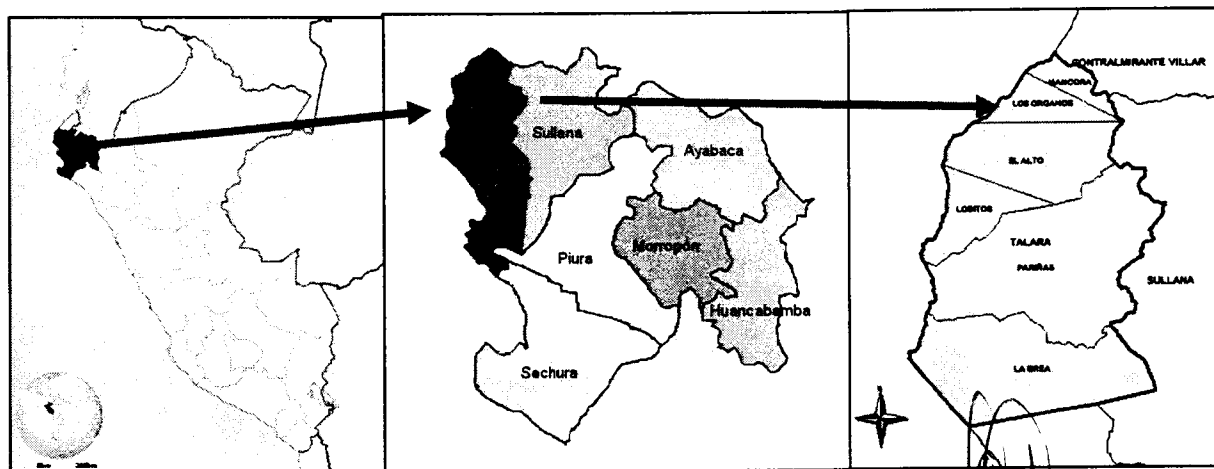 Sullana
Ayabaca
Piura
Morropón
Huancabamba
Sechura
CONTRALMIRANTE VILLAR
MANCORA
LOS ORGANOS
EL ALTO
LOBITOS
TALARA
PARIÑAS
SULLANA
LA BREA